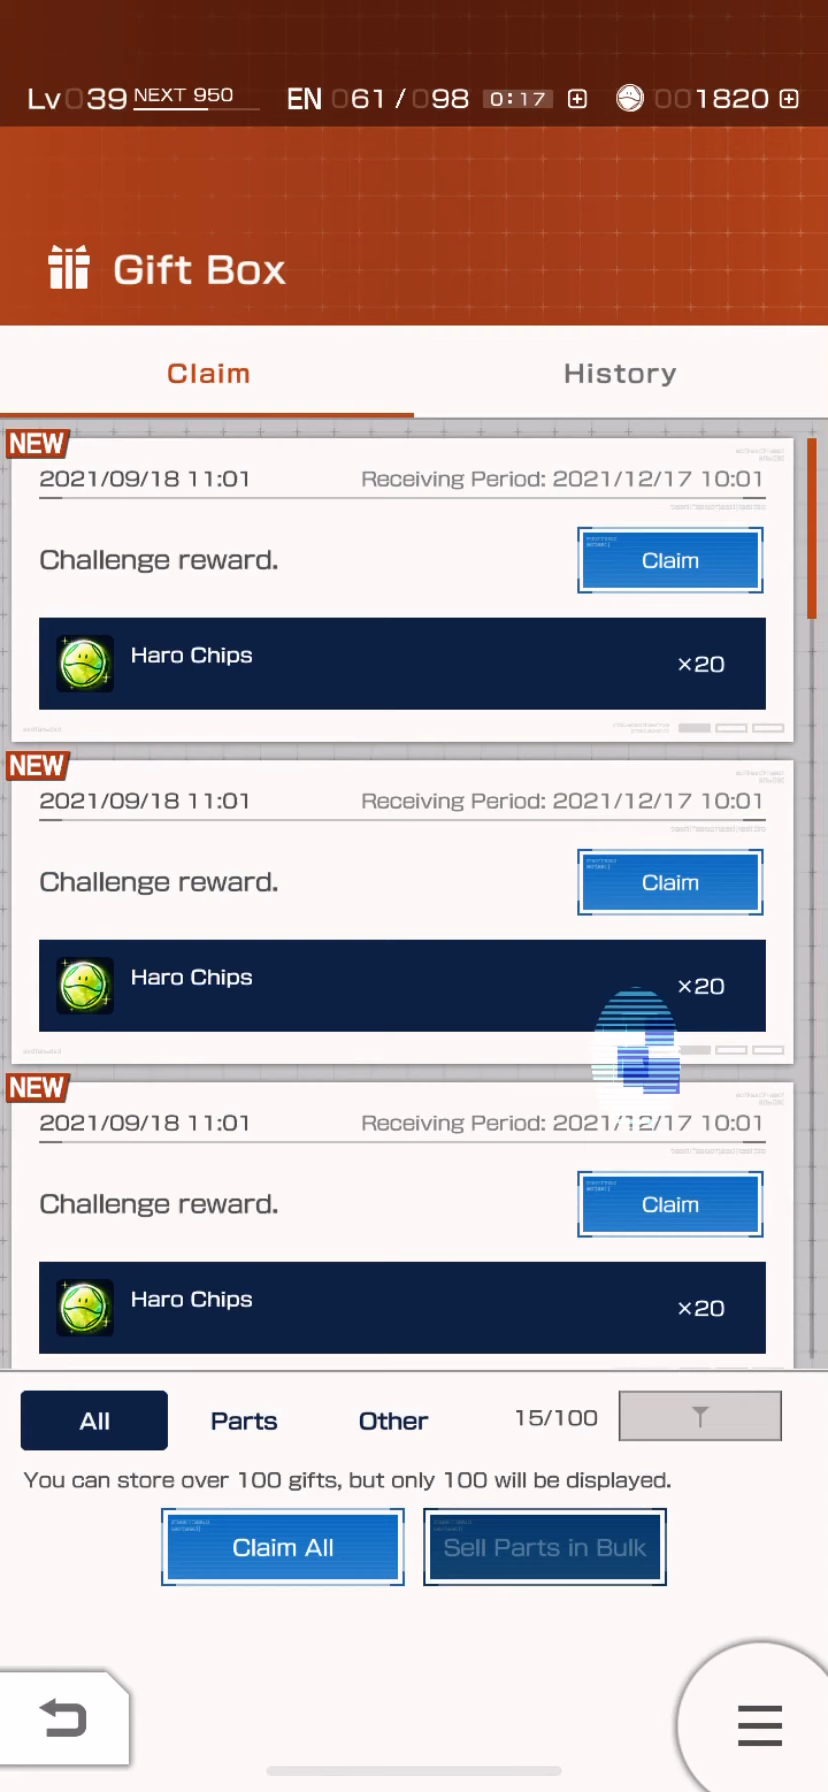 Lv 039 NEXT 950 EN 061 / 098 0:17 001820
Gift Box
Claim History
NEW
2021/09/18 11:01 Receiving Period: 2021/12/17 10:01
Challenge reward. Claim
Haro Chips ×20
NEW
2021/09/18 11:01 Receiving Period: 2021/12/17 10:01
Challenge reward. Claim
Haro Chips ×20
NEW
2021/09/18 11:01 Receiving Period: 2021/12/17 10:01
Challenge reward. Claim
Haro Chips ×20
All Parts Other 15/100
You can store over 100 gifts, but only 100 will be displayed.
Claim All Sell Parts in Bulk